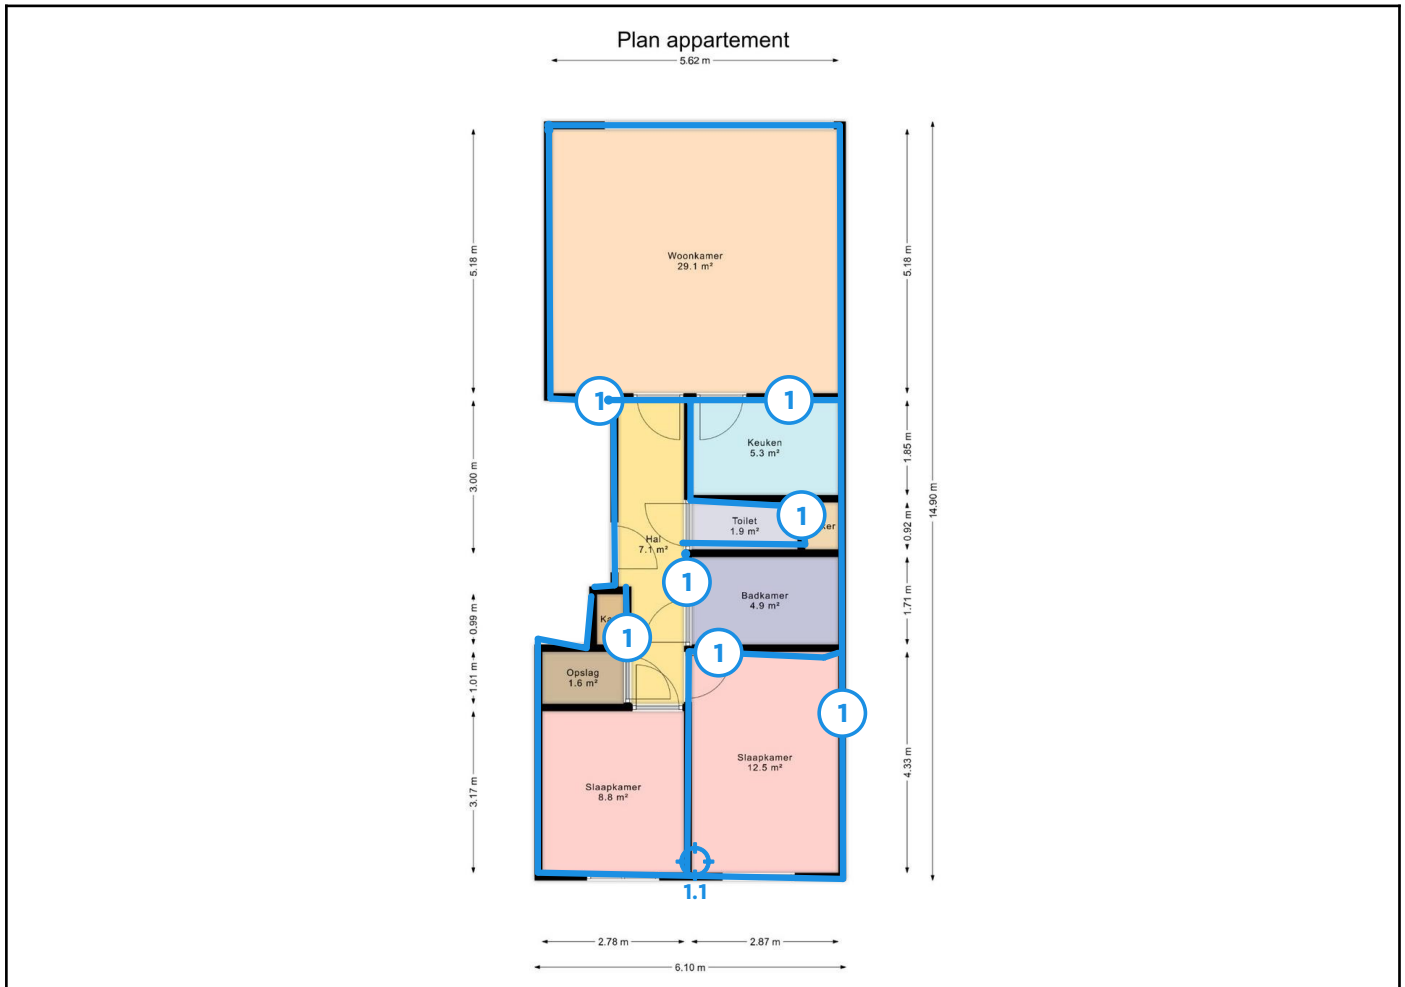 Plan appartement
5.62 m
Woonkamer
29.1 m²
5.18 m
5.18 m
14.90 m
1
1
Keuken
5.3 m²
1.85 m
3.00 m
1
Toilet
1.9 m²
0.92 m
Hal
7.1 m²
1
Badkamer
4.9 m²
1.71 m
0.99 m
1
1
Opslag
1.6 m²
1.01 m
1
Slaapkamer
12.5 m²
4.33 m
Slaapkamer
8.8 m²
3.17 m
1.1
2.78 m
2.87 m
6.10 m